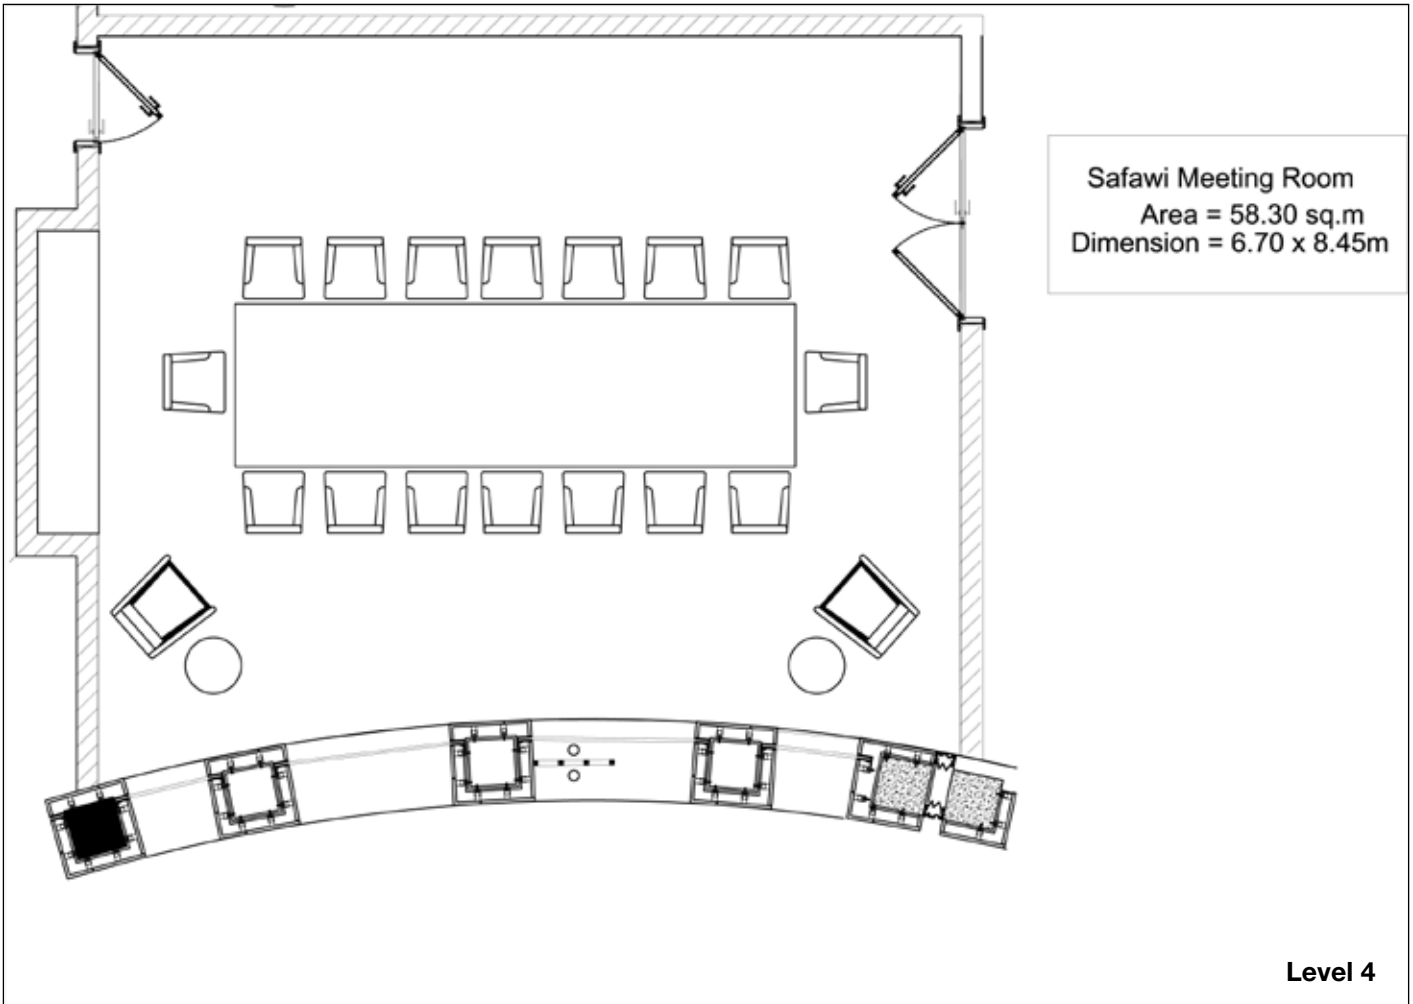 Safawi Meeting Room
Area = 58.30 sq.m
Dimension = 6.70 x 8.45m
Level 4